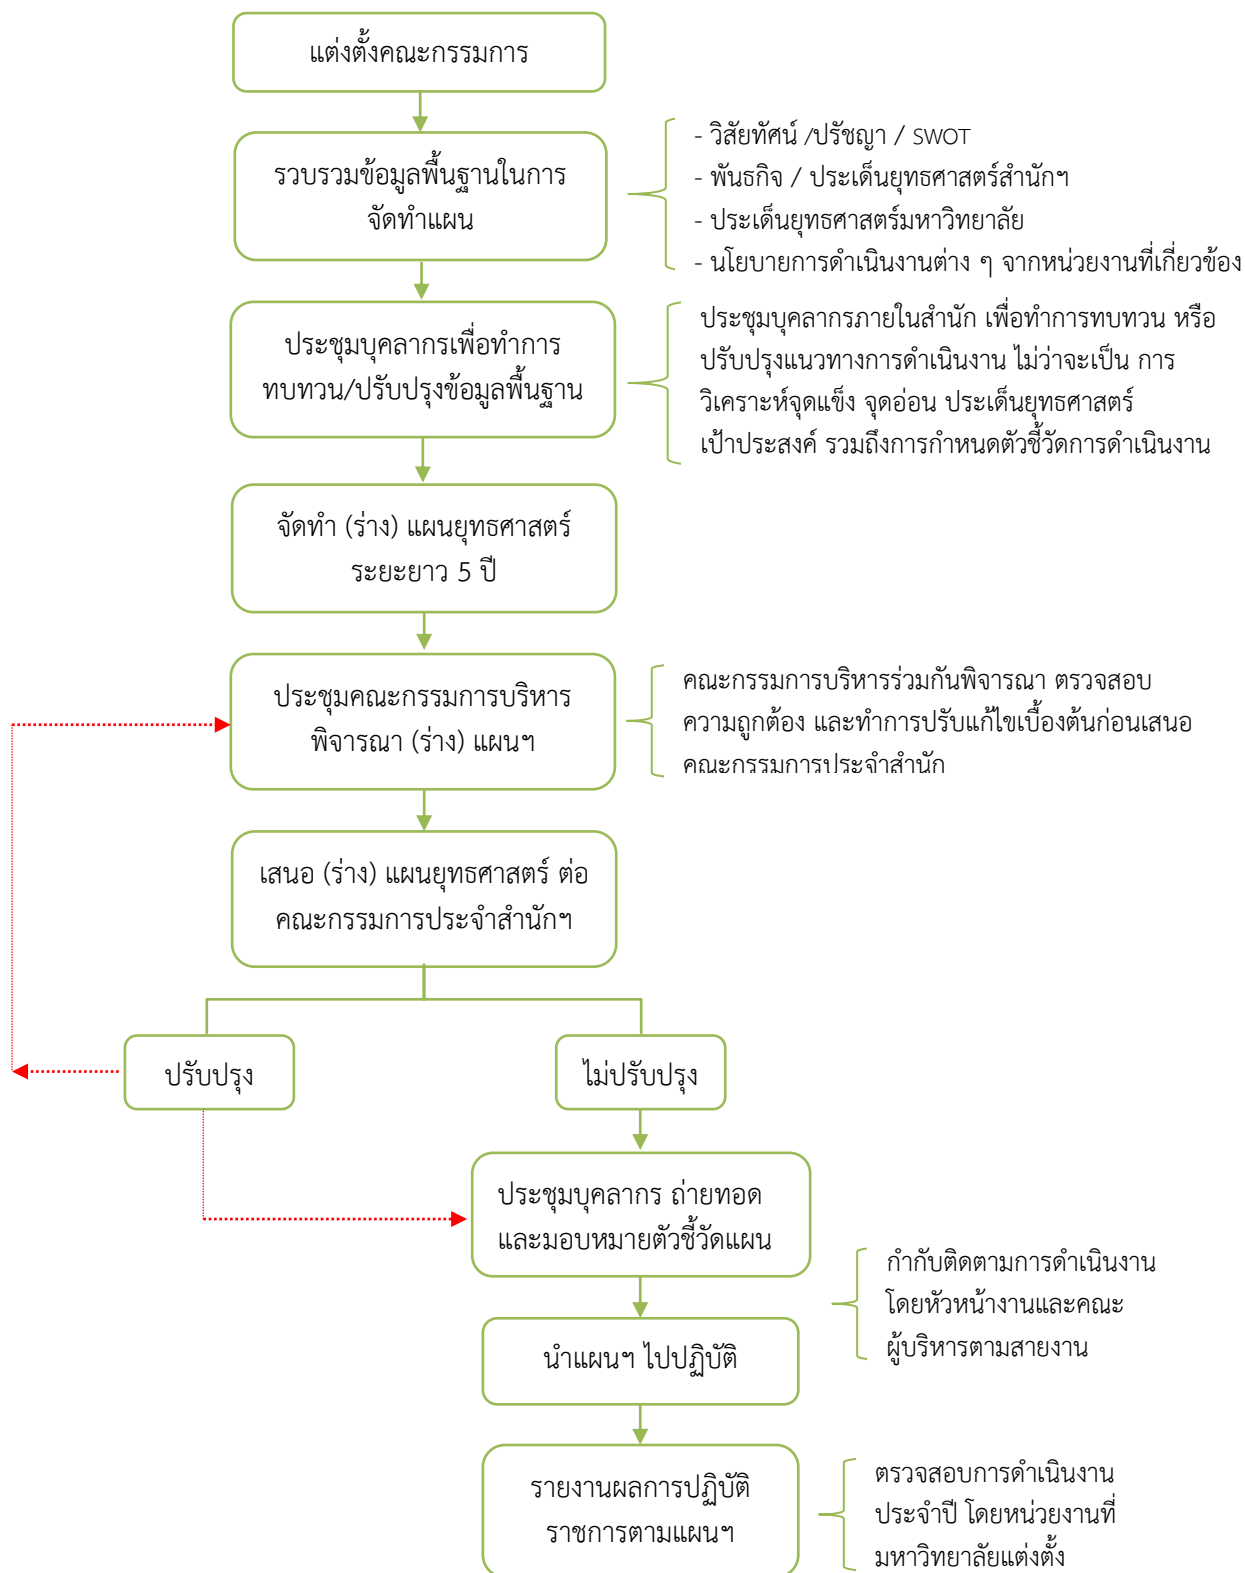 แต่งตั้งคณะกรรมการ
รวบรวมข้อมูลพื้นฐานในการ
จัดทำแผน
- วิสัยทัศน์ /ปรัชญา / SWOT
- พันธกิจ / ประเด็นยุทธศาสตร์สำนักฯ
- ประเด็นยุทธศาสตร์มหาวิทยาลัย
- นโยบายการดำเนินงานต่าง ๆ จากหน่วยงานที่เกี่ยวข้อง
ประชุมบุคลากรเพื่อทำการ
ทบทวน/ปรับปรุงข้อมูลพื้นฐาน
ประชุมบุคลากรภายในสำนัก เพื่อทำการทบทวน หรือ
ปรับปรุงแนวทางการดำเนินงาน ไม่ว่าจะเป็น การ
วิเคราะห์จุดแข็ง จุดอ่อน ประเด็นยุทธศาสตร์
เป้าประสงค์ รวมถึงการกำหนดตัวชี้วัดการดำเนินงาน
จัดทำ (ร่าง) แผนยุทธศาสตร์
ระยะยาว 5 ปี
ประชุมคณะกรรมการบริหาร
พิจารณา (ร่าง) แผนฯ
คณะกรรมการบริหารร่วมกันพิจารณา ตรวจสอบ
ความถูกต้อง และทำการปรับแก้ไขเบื้องต้นก่อนเสนอ
คณะกรรมการประจำสำนัก
เสนอ (ร่าง) แผนยุทธศาสตร์ ต่อ
คณะกรรมการประจำสำนักฯ
ปรับปรุง
ไม่ปรับปรุง
ประชุมบุคลากร ถ่ายทอด
และมอบหมายตัวชี้วัดแผน
กำกับติดตามการดำเนินงาน
โดยหัวหน้างานและคณะ
ผู้บริหารตามสายงาน
นำแผนฯ ไปปฏิบัติ
รายงานผลการปฏิบัติ
ราชการตามแผนฯ
ตรวจสอบการดำเนินงาน
ประจำปี โดยหน่วยงานที่
มหาวิทยาลัยแต่งตั้ง